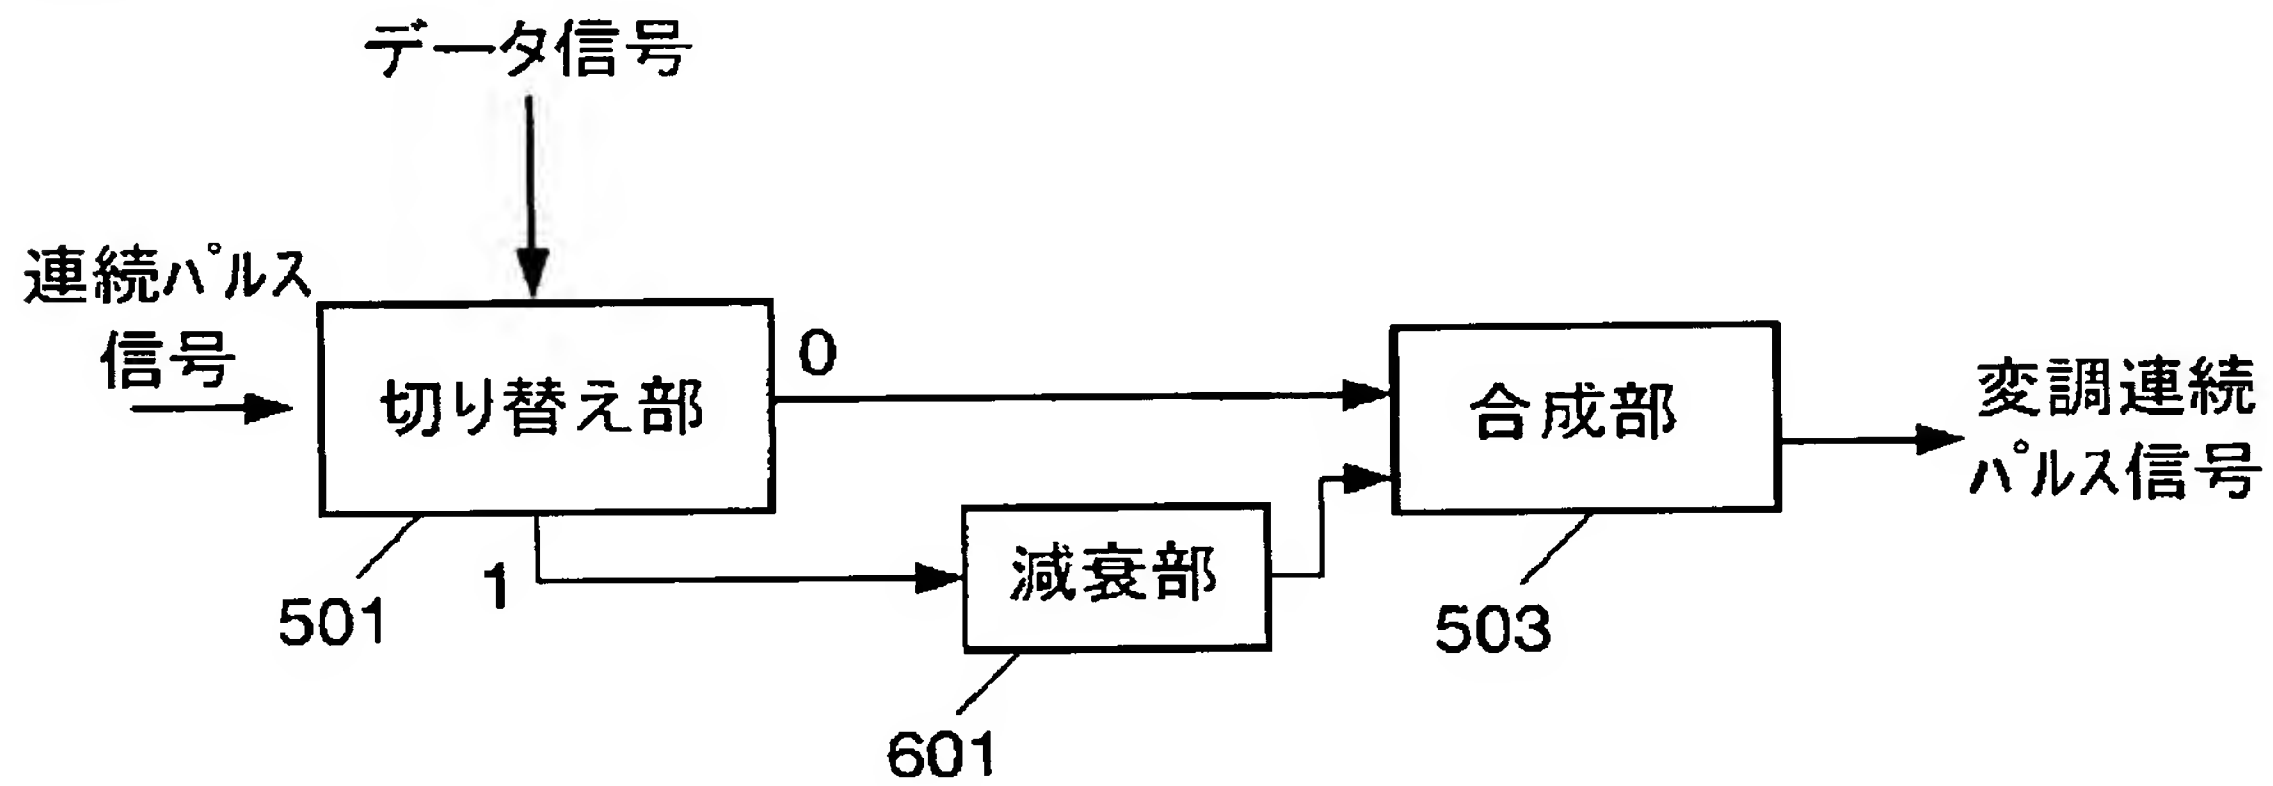 データ信号
連続パルス
信号
切り替え部
0
合成部
変調連続
パルス信号
1
減衰部
501
503
601